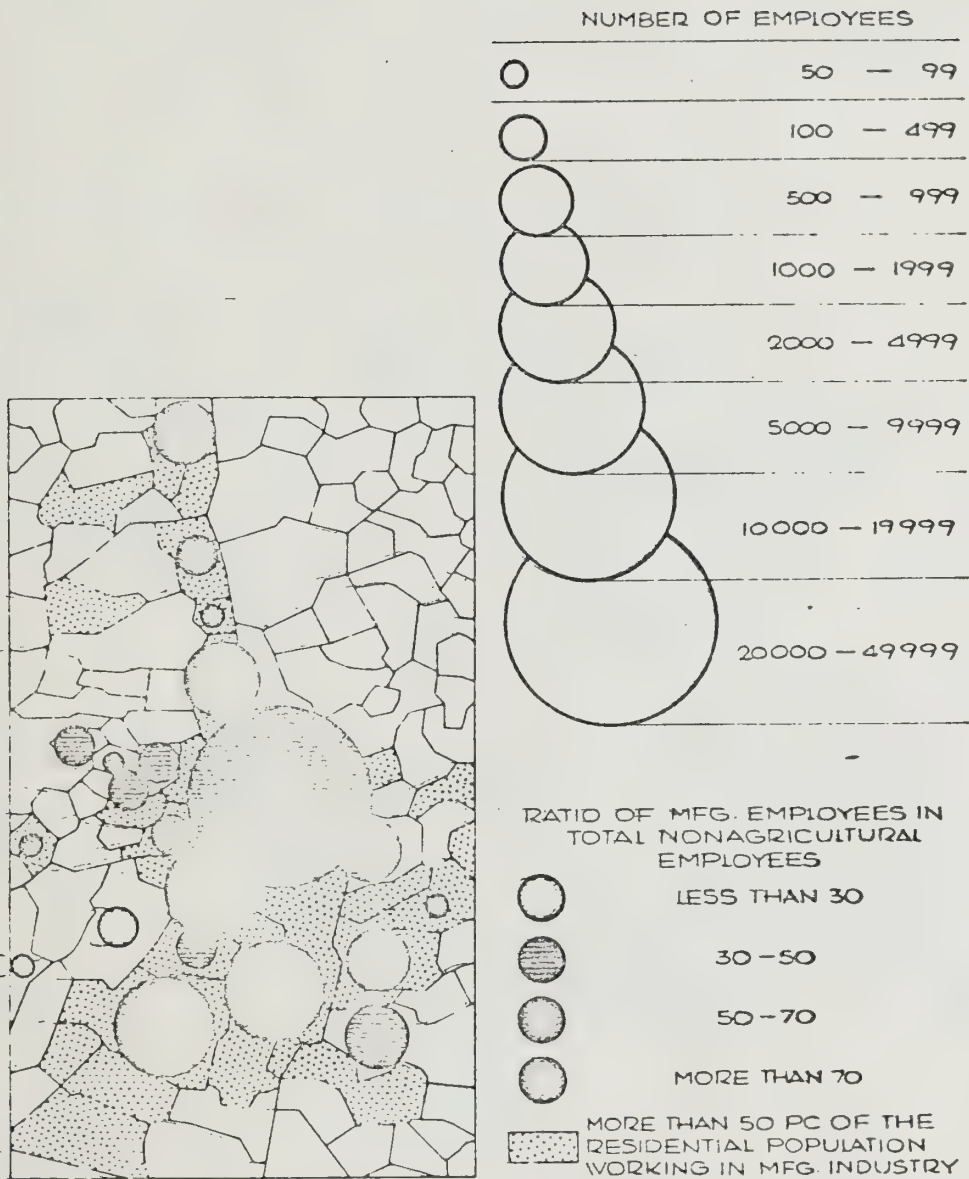 NUMBER OF EMPLOYEES
50 — 99
100 — 499
500 — 999
1000 — 1999
2000 — 4999
5000 — 9999
10000 — 19999
20000 — 49999
RATIO OF MFG. EMPLOYEES IN
TOTAL NONAGRICULTURAL
EMPLOYEES
LESS THAN 30
30-50
50-70
MORE THAN 70
MORE THAN 50 PC OF THE
RESIDENTIAL POPULATION
WORKING IN MFG. INDUSTRY